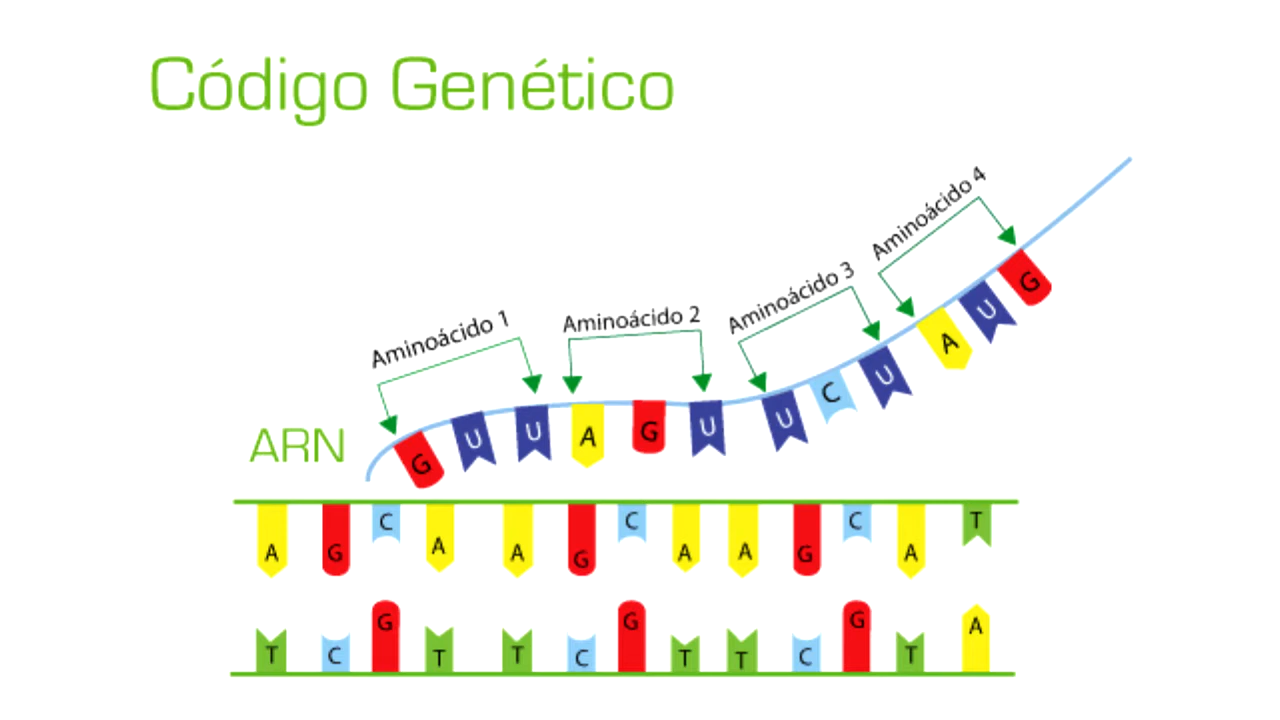 Código Genético
Aminoácido 1
Aminoácido 2
Aminoácido 3
Aminoácido 4
ARN
G U U A G U U C U A U G
A G C A A G C A A G C A T
T C G T T C G T T C G T A